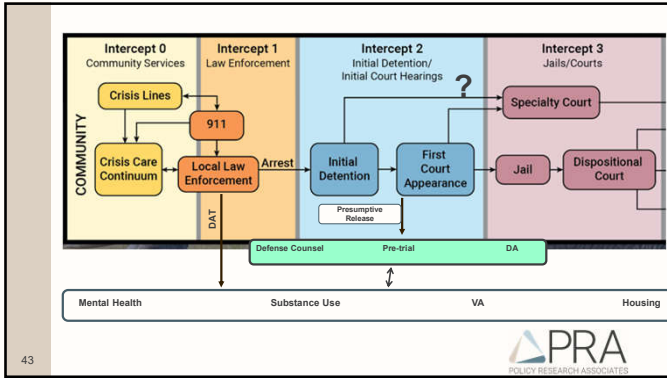 Intercept 0
Community Services
Intercept 1
Law Enforcement
Intercept 2
Initial Detention/
Initial Court Hearings
Intercept 3
Jails/Courts
COMMUNITY
Crisis Lines
911
Crisis Care
Continuum
Local Law
Enforcement
Arrest
Initial
Detention
First
Court
Appearance
?
Specialty Court
Jail
Dispositional
Court
DAT
Presumptive
Release
Defense Counsel Pre-trial DA
Mental Health Substance Use VA Housing
43
PRA
POLICY RESEARCH ASSOCIATES